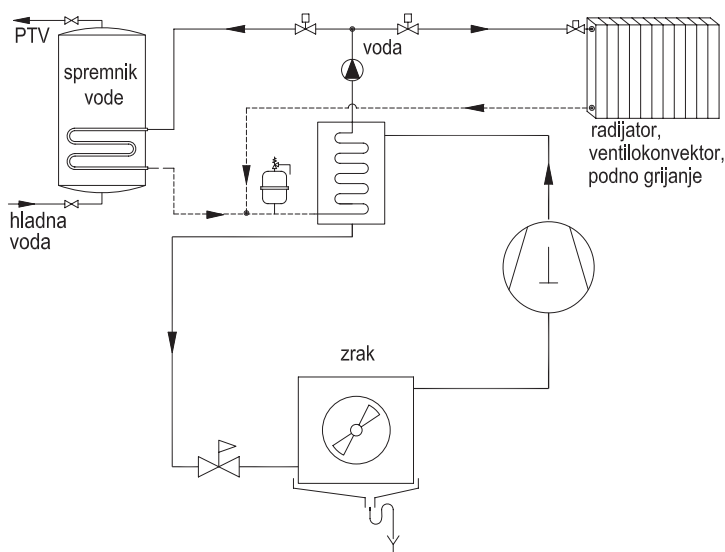 PTV
spremnik
vode
hladna
voda
voda
radijator,
ventilokonvektor,
podno grijanje
zrak